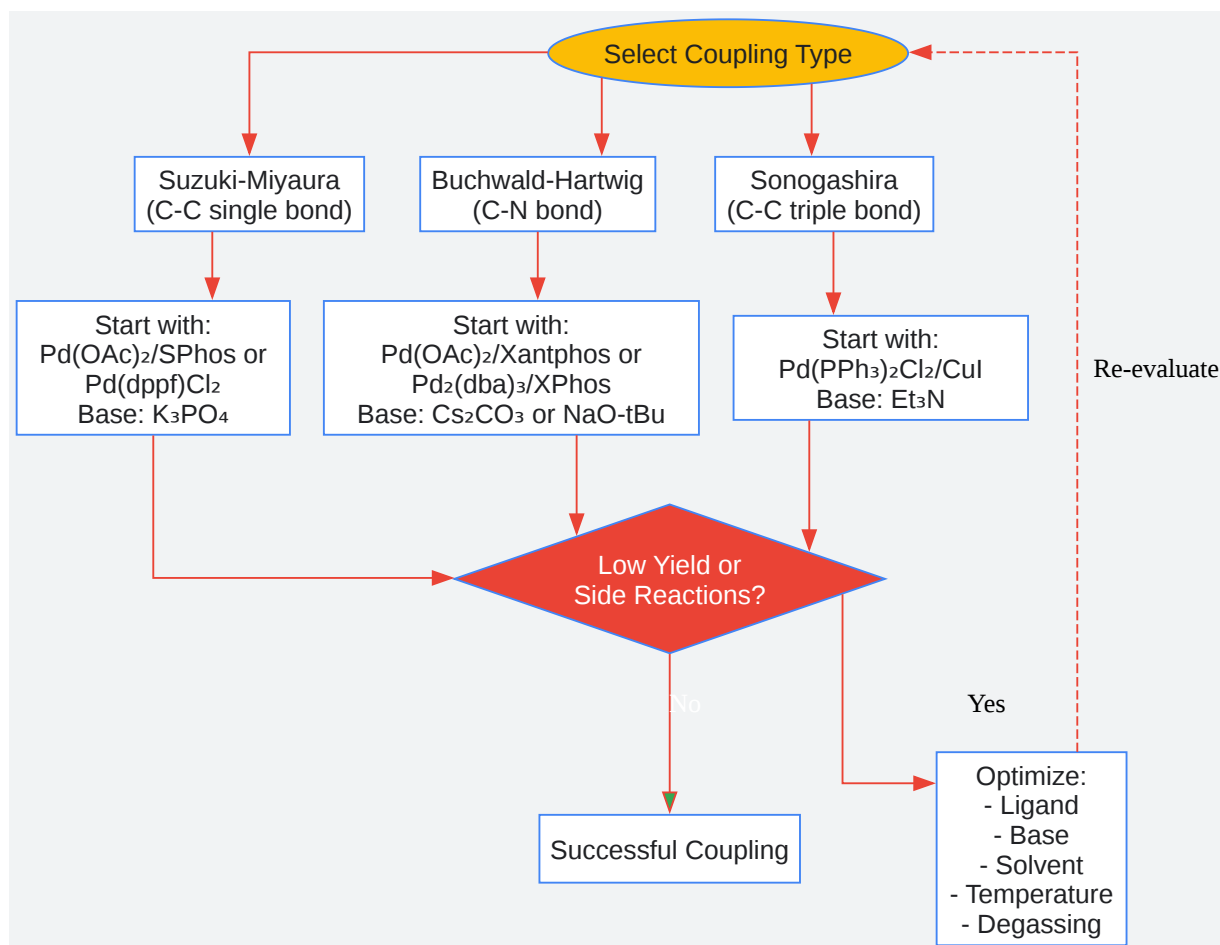 Select Coupling Type
Suzuki-Miyaura
(C-C single bond)
Buchwald-Hartwig
(C-N bond)
Sonogashira
(C-C triple bond)
Start with:
Pd(OAc)₂/SPhos or
Pd(dppf)Cl₂
Base: K₃PO₄
Start with:
Pd(OAc)₂/Xantphos or
Pd₂(dba)₃/XPhos
Base: Cs₂CO₃ or NaO-tBu
Start with:
Pd(PPh₃)₂Cl₂/CuI
Base: Et₃N
Re-evaluate
Low Yield or
Side Reactions?
No
Yes
Successful Coupling
Optimize:
- Ligand
- Base
- Solvent
- Temperature
- Degassing